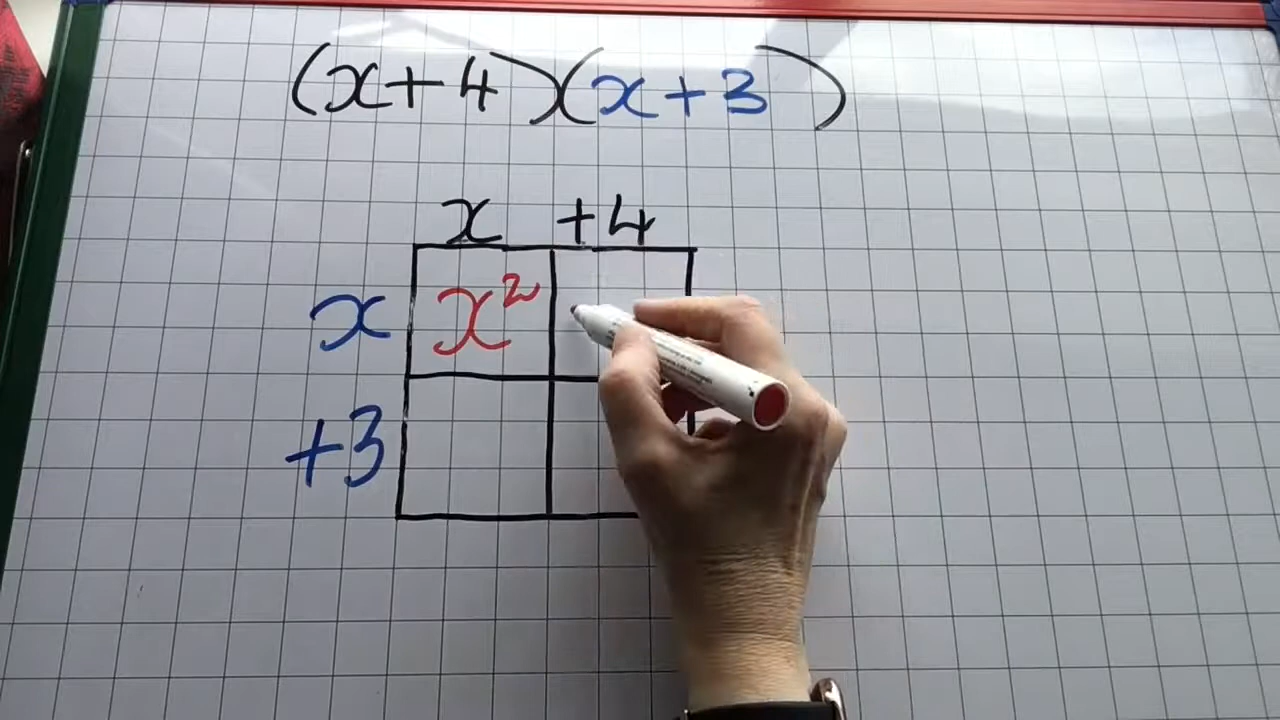 (x+4)(x+3)
x +4
x x²
+3